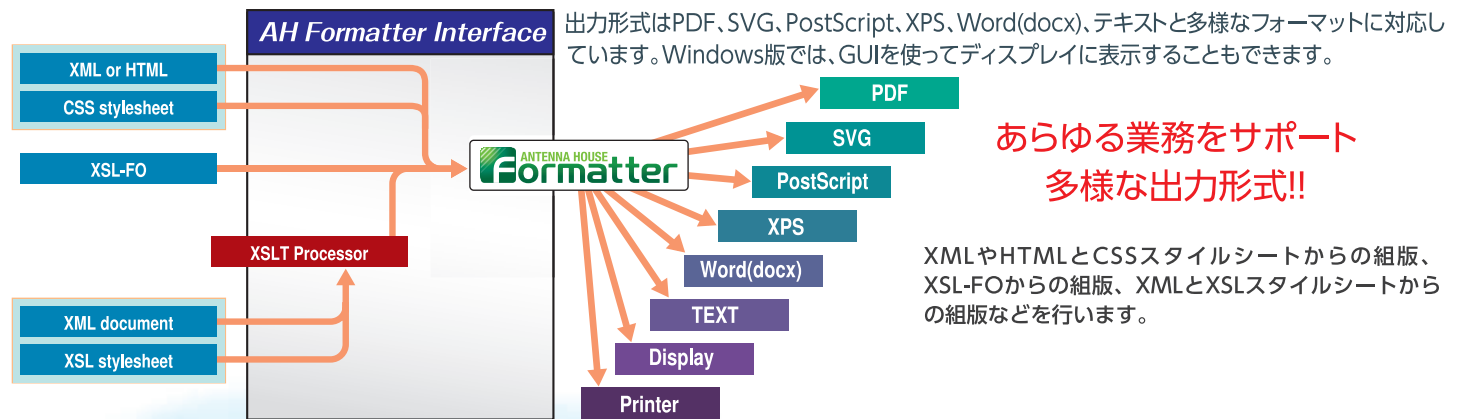 AH Formatter Interface
出力形式はPDF、SVG、PostScript、XPS、Word(docx)、テキストと多様なフォーマットに対応し
ています。Windows版では、GUIを使ってディスプレイに表示することもできます。
XML or HTML
CSS stylesheet
XSL-FO
XSLT Processor
XML document
XSL stylesheet
ANTENNA HOUSE
Formatter
PDF
SVG
PostScript
XPS
Word(docx)
TEXT
Display
Printer
あらゆる業務をサポート
多様な出力形式!!
XMLやHTMLとCSSスタイルシートからの組版、
XSL-FOからの組版、XMLとXSLスタイルシートから
の組版などを行います。